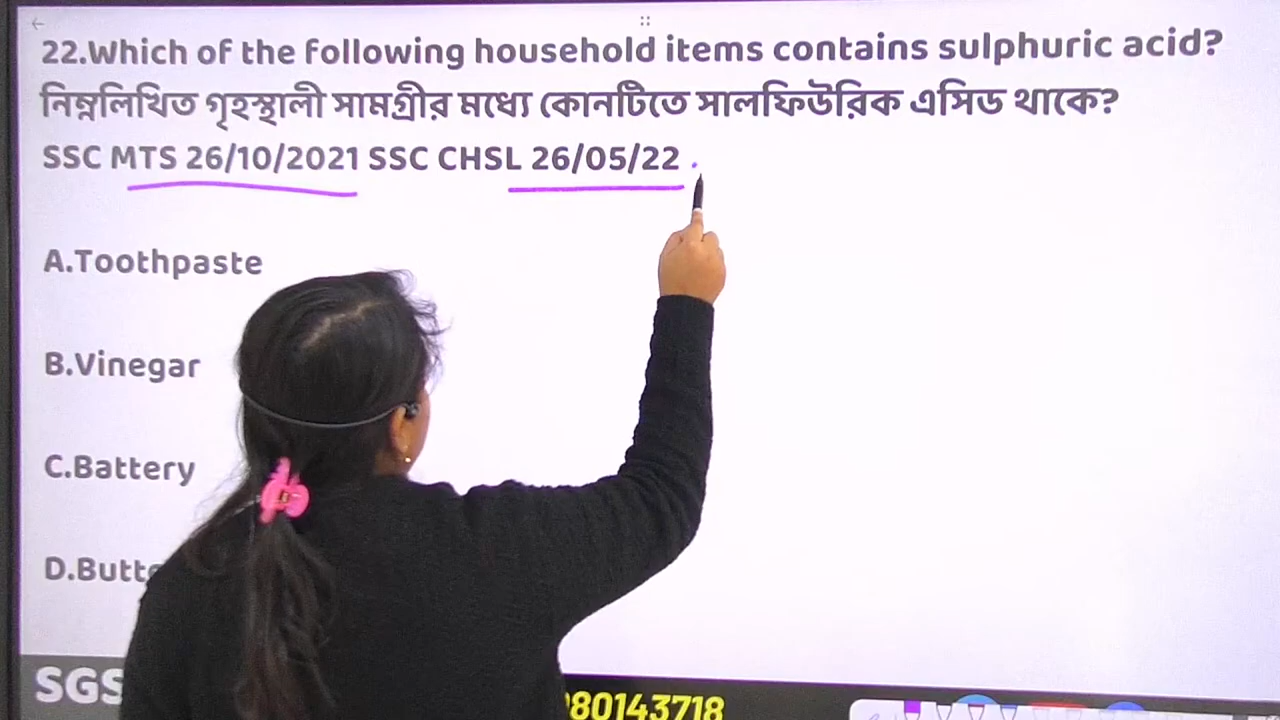 22.Which of the following household items contains sulphuric acid?
নিম্নলিখিত গৃহস্থালী সামগ্রীর মধ্যে কোনটিতে সালফিউরিক এসিড থাকে?
SSC MTS 26/10/2021 SSC CHSL 26/05/22
A.Toothpaste
B.Vinegar
C.Battery
D.
SGS
80143718